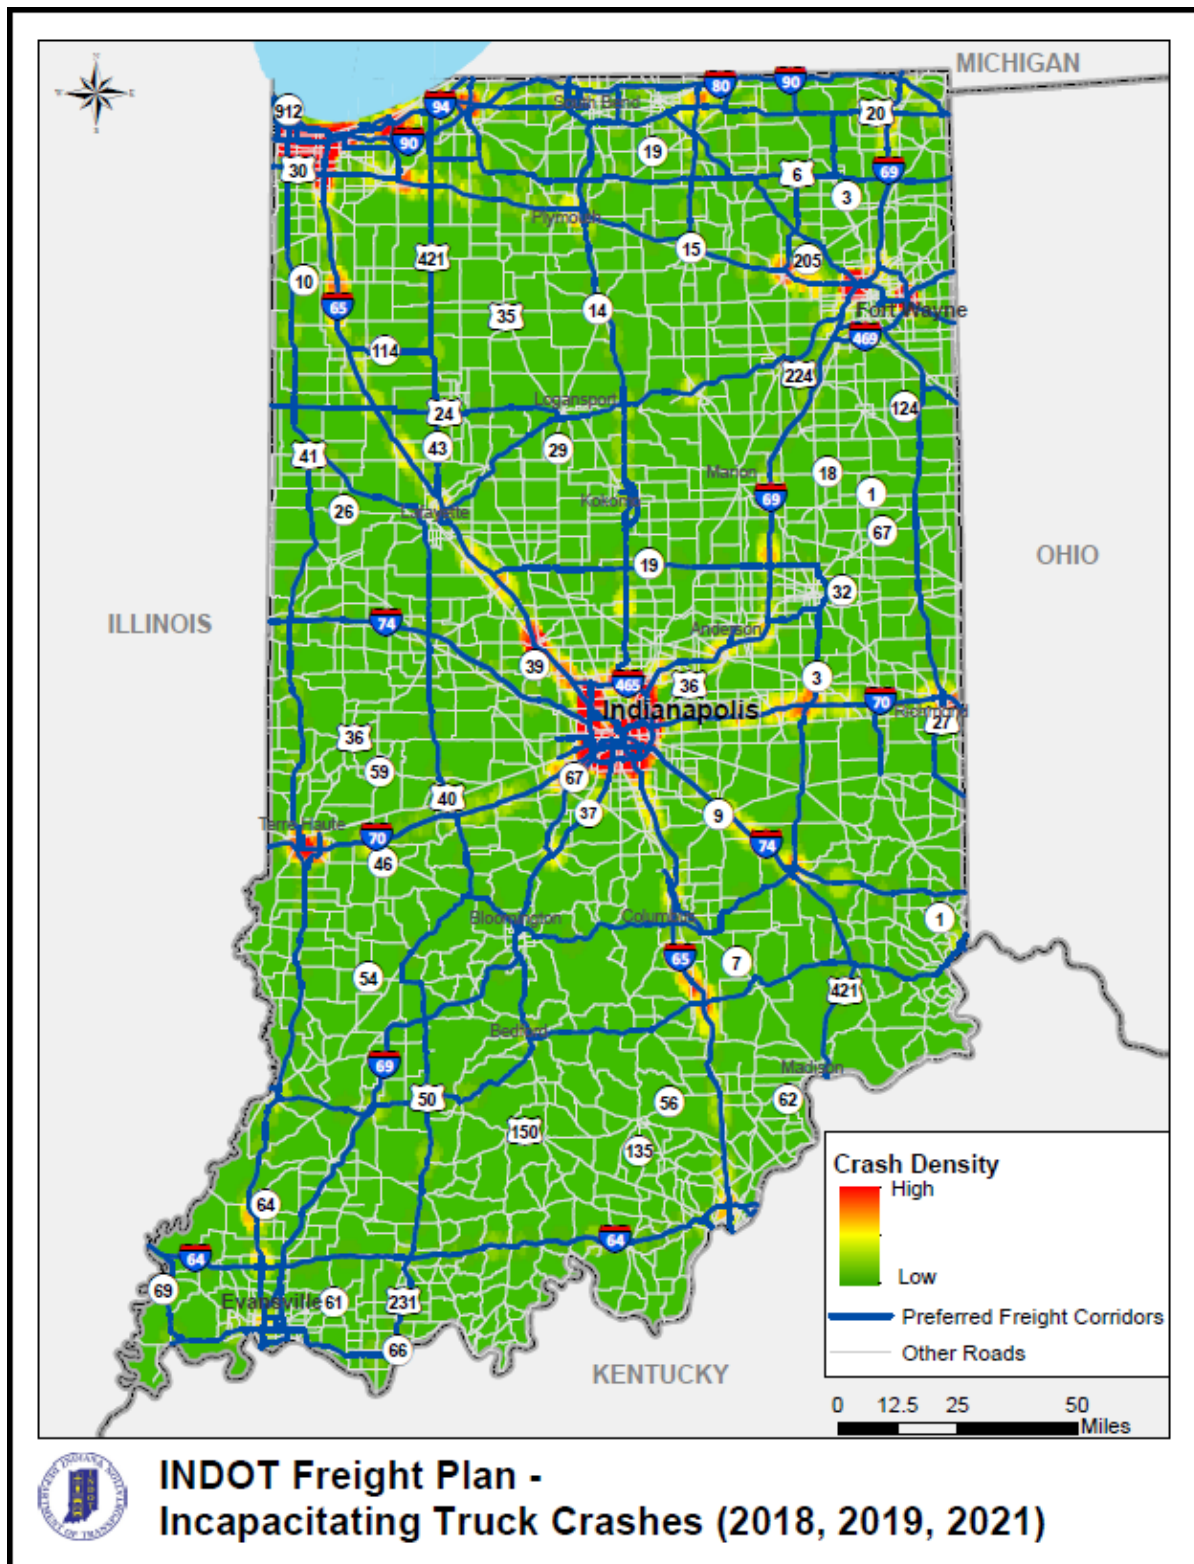 MICHIGAN
N
W
E
S
80
90
94
912
20
South Bend
90
19
30
6
69
3
Plymouth
15
205
421
10
65
35
14
Fort Wayne
469
114
224
Logansport
24
124
43
29
41
Marion
18
1
69
26
Lafayette
Kokomo
67
OHIO
19
32
ILLINOIS
74
Anderson
39
465
36
3
70
Indianapolis
Richmond
27
36
59
67
40
37
9
Terre Haute
70
74
46
Bloomington
Columbus
1
65
7
54
421
Bedford
69
Madison
50
56
62
150
135
Crash Density
High
64
64
64
Low
69
Evansville
61
231
Preferred Freight Corridors
66
Other Roads
KENTUCKY
0 12.5 25 50
Miles
INDIANA DEPARTMENT OF TRANSPORTATION
INDOT
INDOT Freight Plan -
Incapacitating Truck Crashes (2018, 2019, 2021)